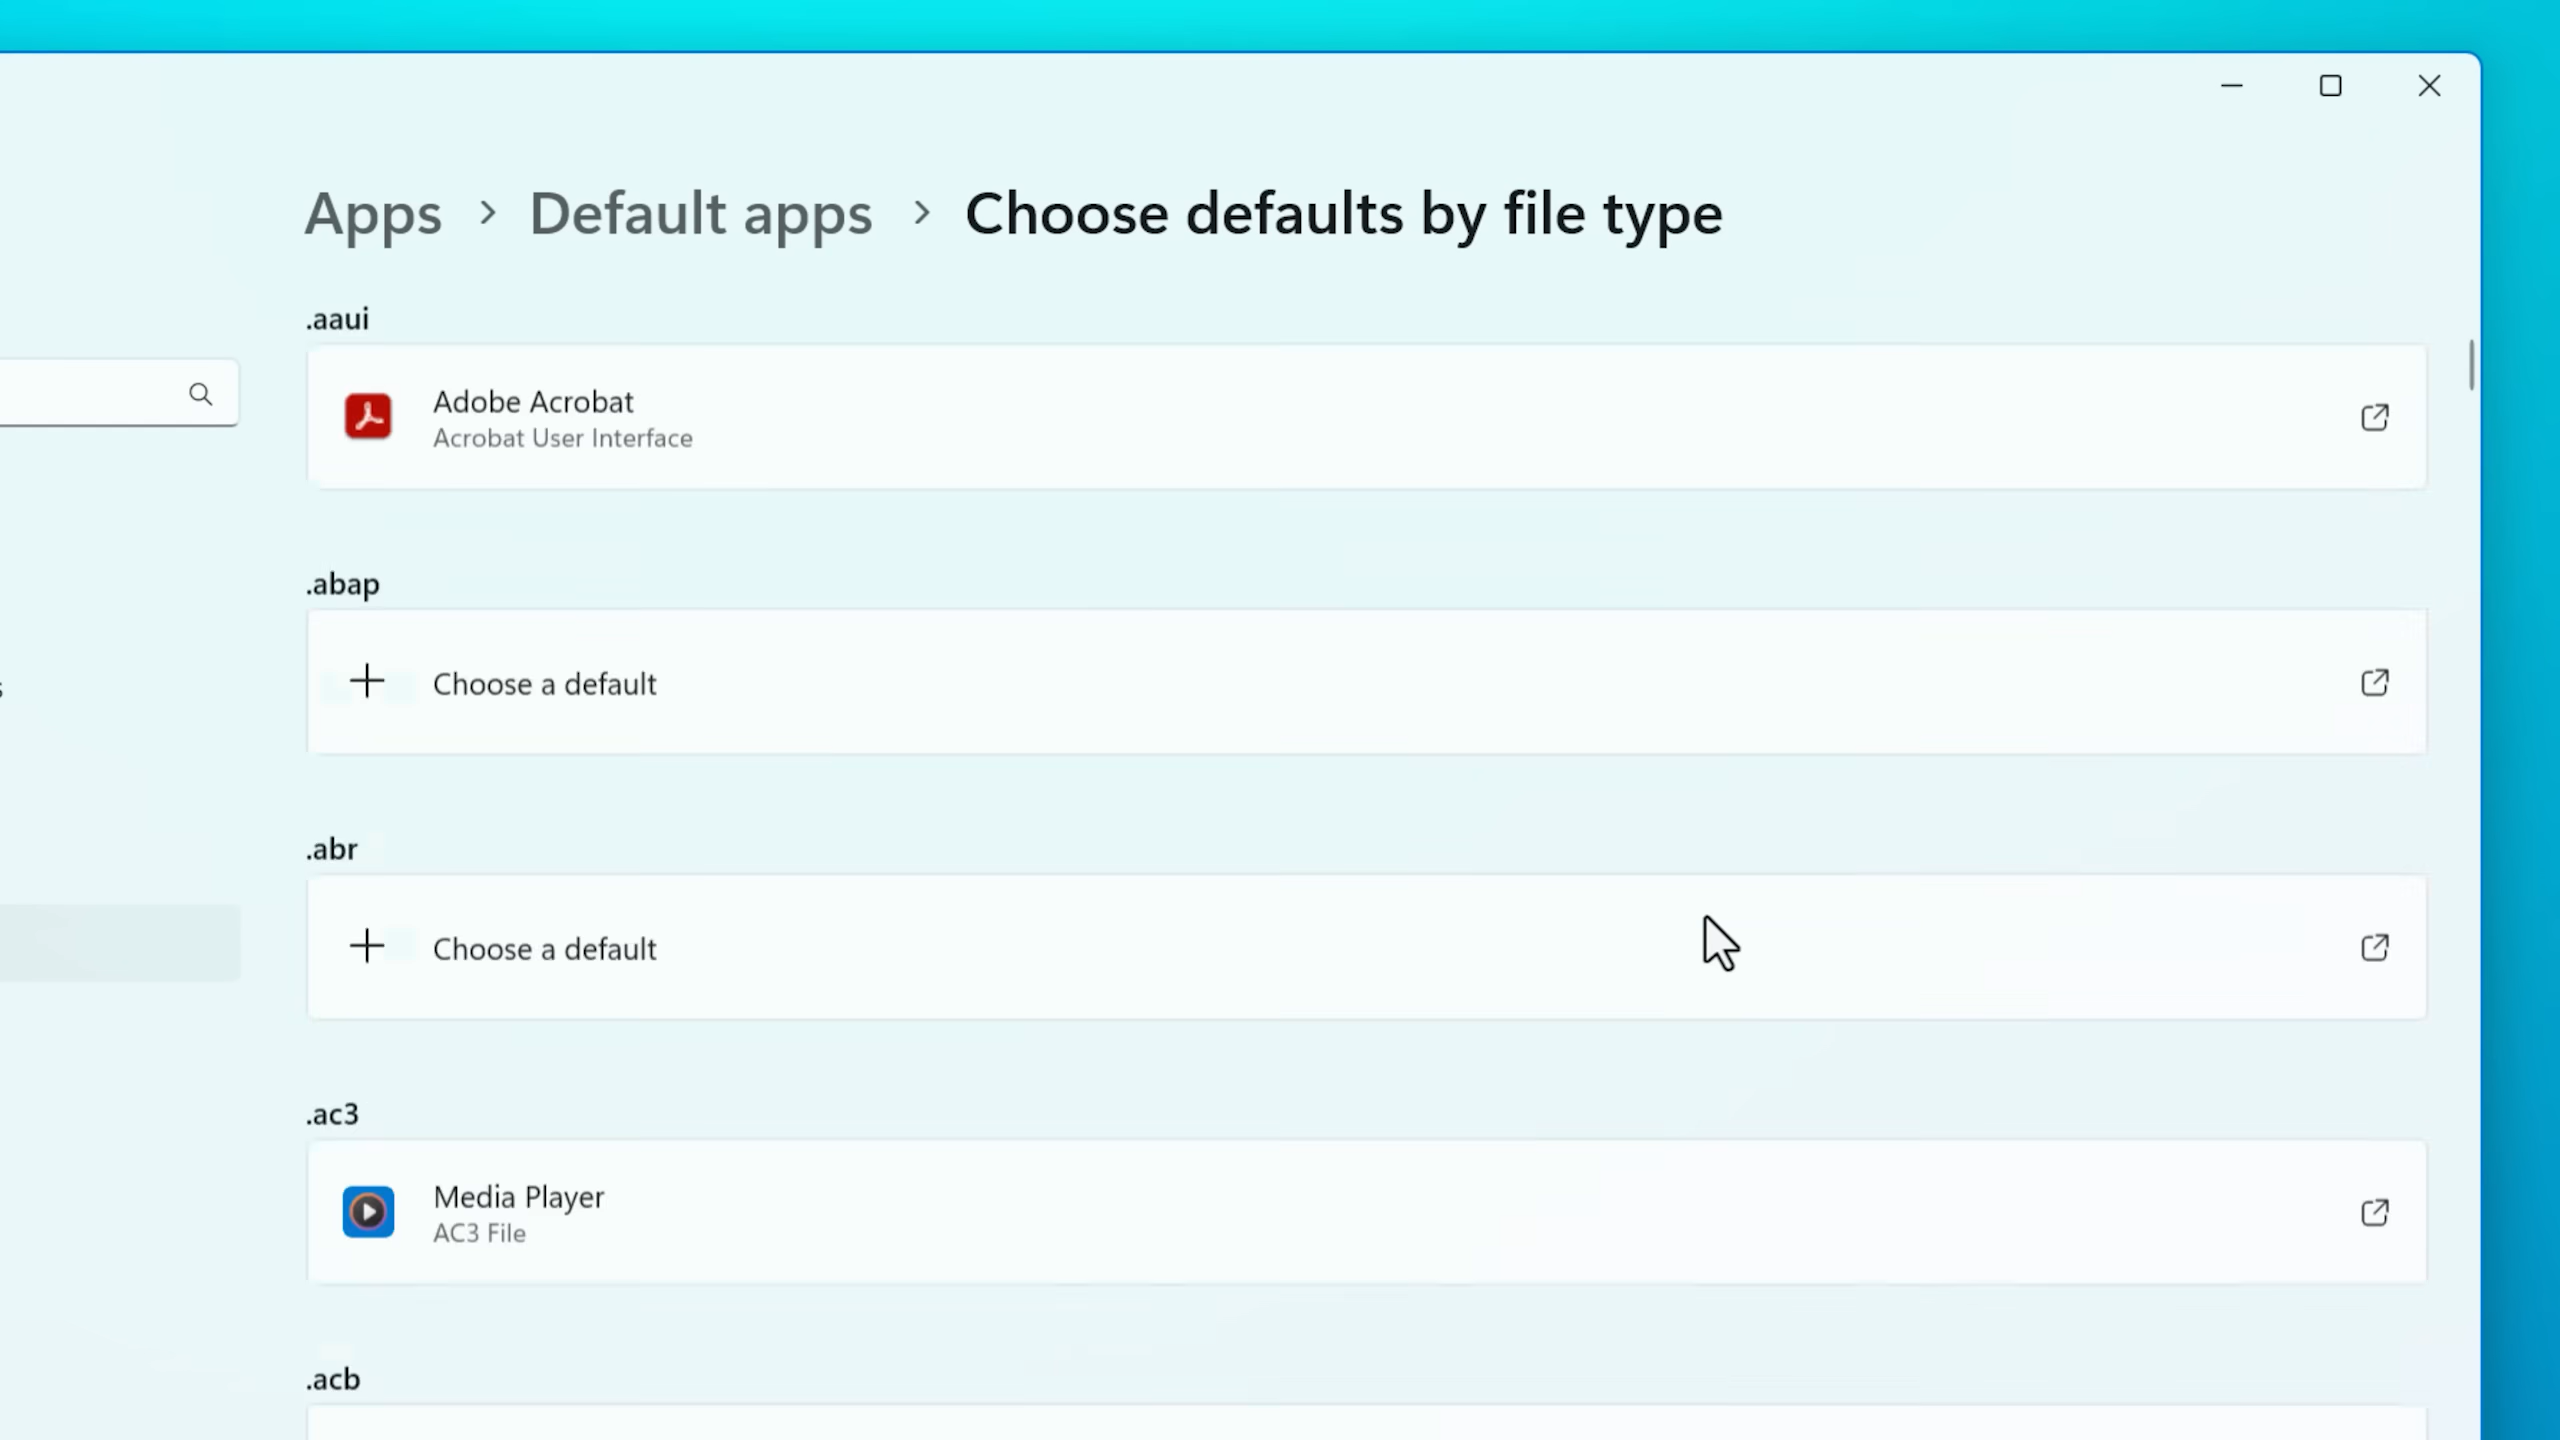 Apps > Default apps > Choose defaults by file type
.aaui
Adobe Acrobat
Acrobat User Interface
.abap
Choose a default
.abr
Choose a default
.ac3
Media Player
AC3 File
.acb